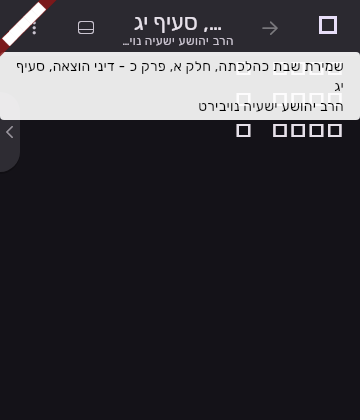 ..., סעיף יג
הרב יהושע ישעיה נוי...
שמירת שבת כהלכתה, חלק א, פרק כ - דיני הוצאה, סעיף
יג
הרב יהושע ישעיה נויבירט